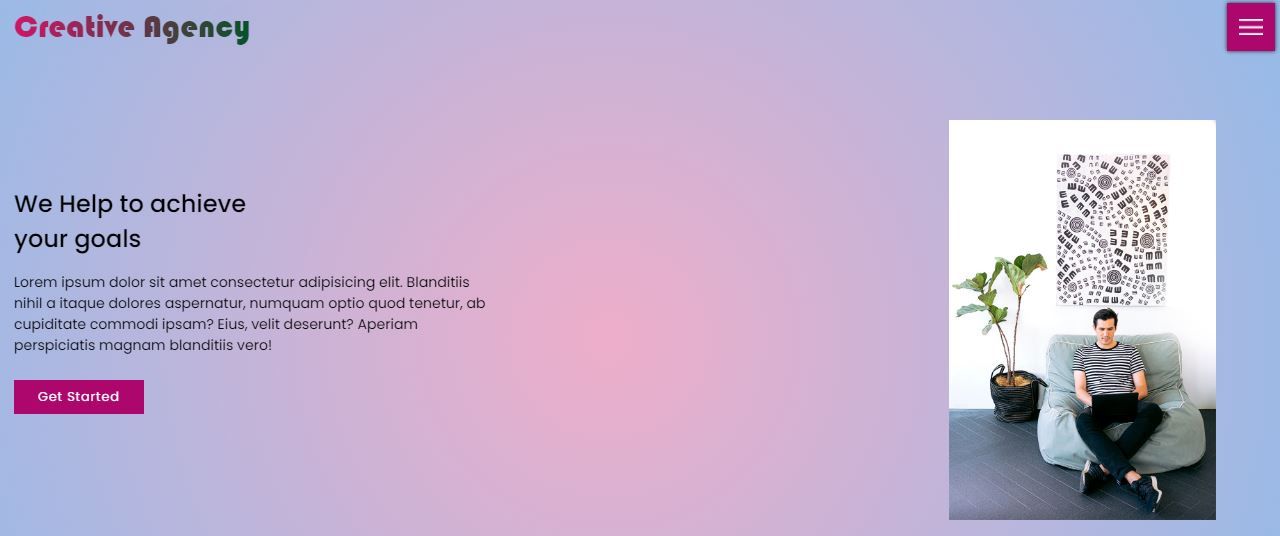 Creative Agency
We Help to achieve
your goals
Lorem ipsum dolor sit amet consectetur adipisicing elit. Blanditiis
nihil a itaque dolores aspernatur, numquam optio quod tenetur, ab
cupiditate commodi ipsam? Eius, velit deserunt? Aperiam
perspiciatis magnam blanditiis vero!
Get Started